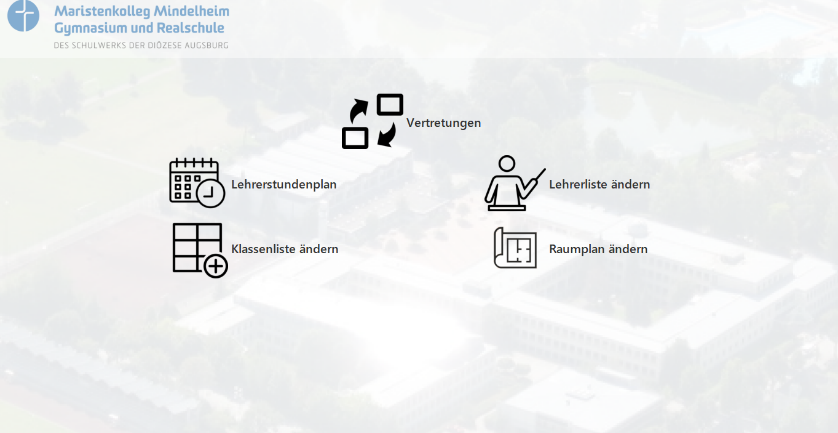 Maristenkolleg Mindelheim
Gymnasium und Realschule
DES SCHULWERKS DER DIÖZESE AUGSBURG
Vertretungen
Lehrerstundenplan
Lehrerliste ändern
Klassenliste ändern
Raumplan ändern